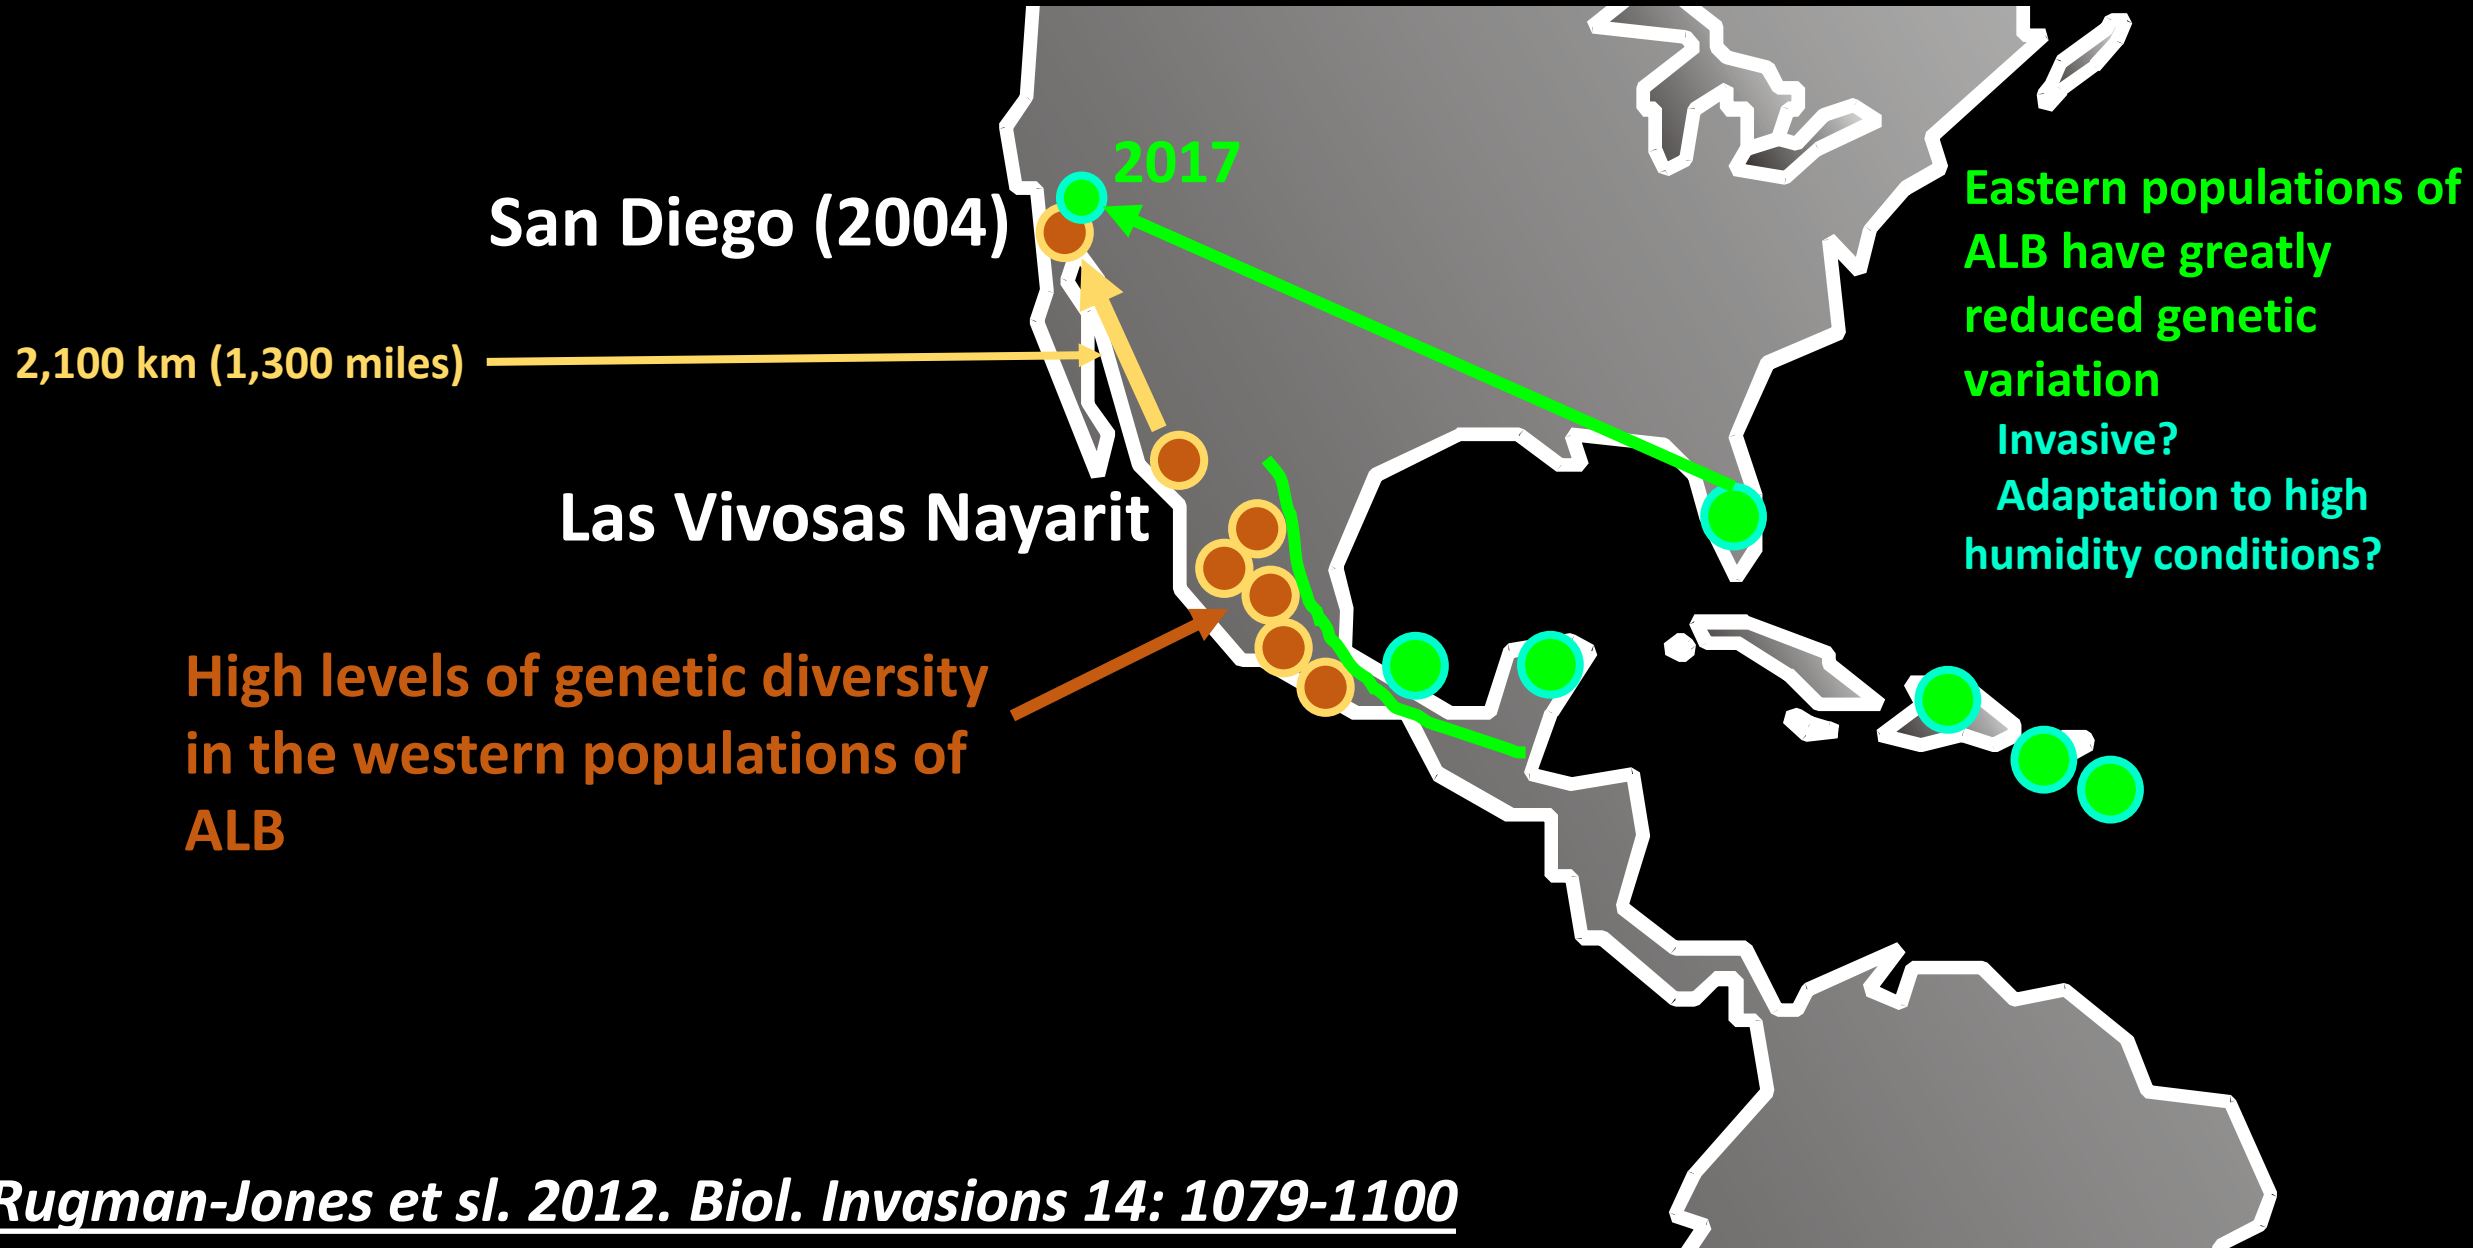 2017
San Diego (2004)
Eastern populations of
ALB have greatly
reduced genetic
variation
Invasive?
Adaptation to high
humidity conditions?
2,100 km (1,300 miles)
Las Vivosas Nayarit
High levels of genetic diversity
in the western populations of
ALB
Rugman-Jones et sl. 2012. Biol. Invasions 14: 1079-1100